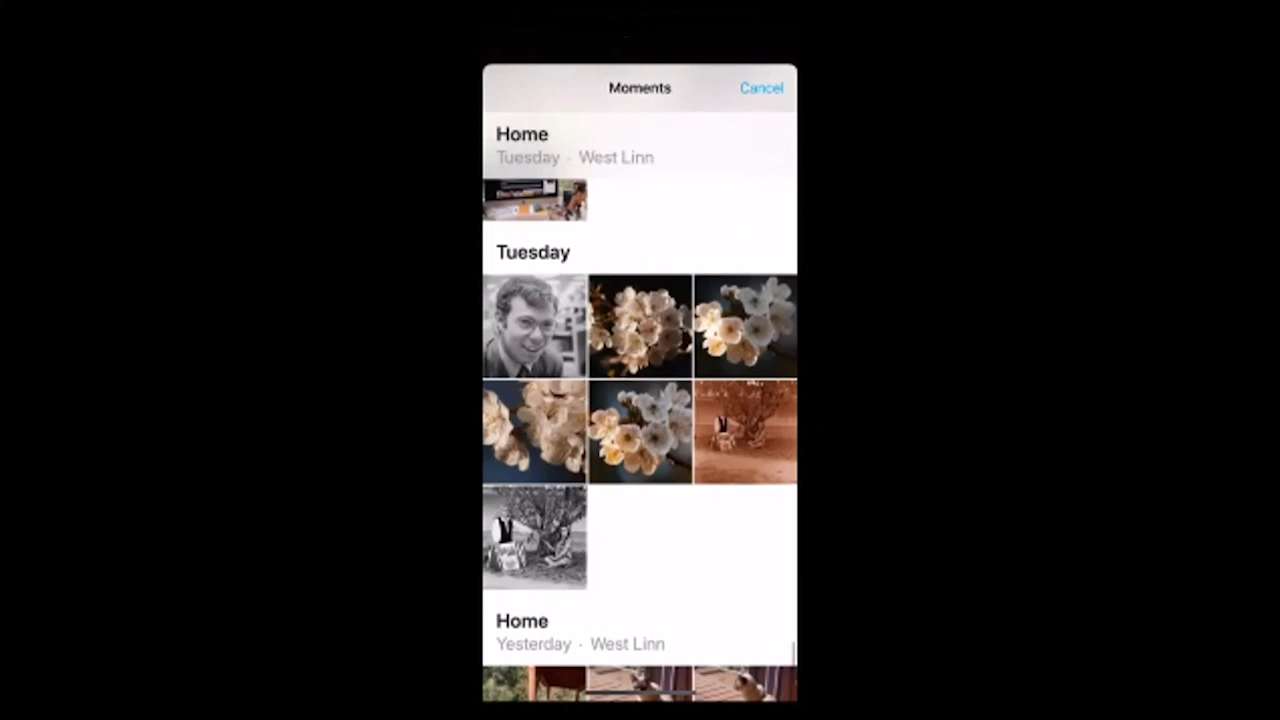 Moments
Cancel
Home
Tuesday · West Linn
Tuesday
Home
Yesterday · West Linn